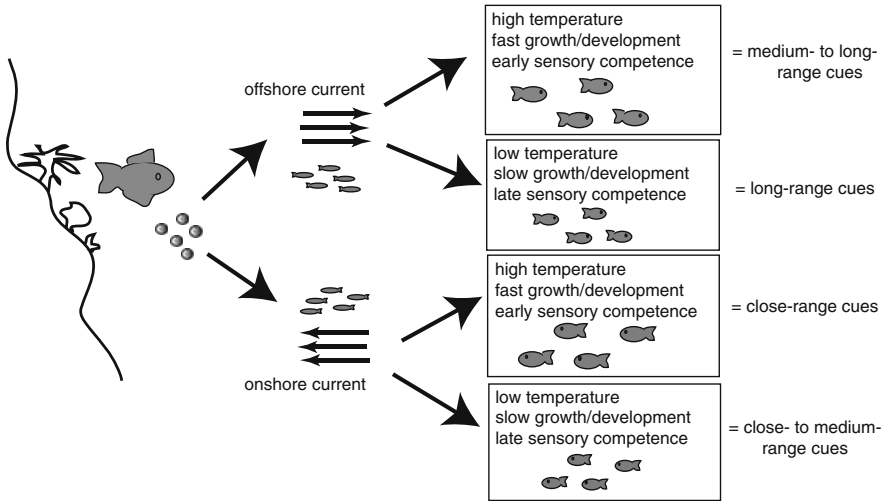 offshore current
onshore current
high temperature
fast growth/development
early sensory competence
= medium- to long-
range cues
low temperature
slow growth/development
late sensory competence
= long-range cues
high temperature
fast growth/development
early sensory competence
= close-range cues
low temperature
slow growth/development
late sensory competence
= close- to medium-
range cues